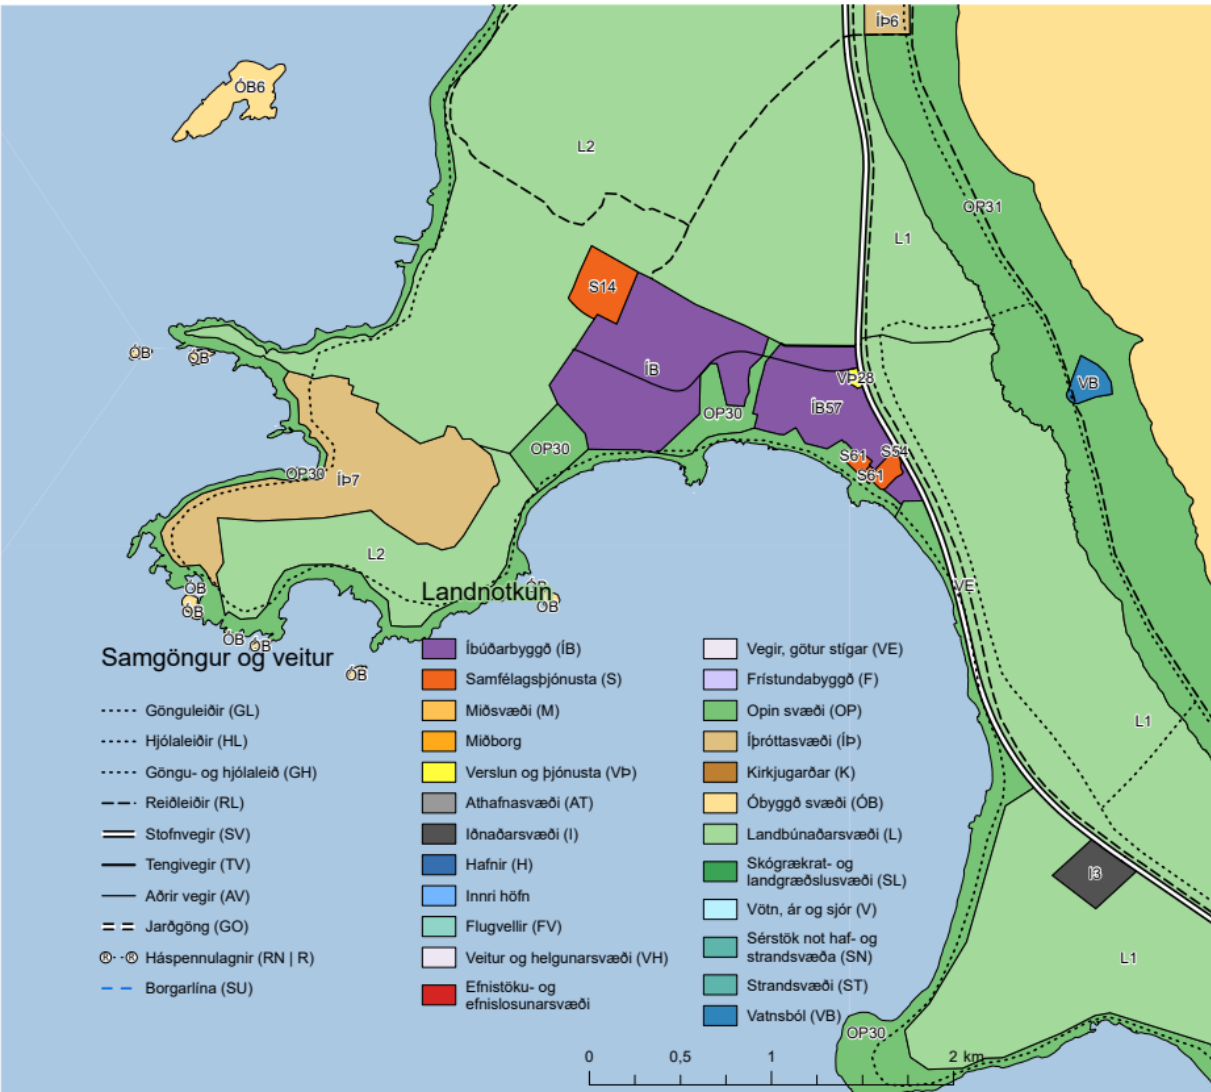 ÍÞ6
ÓB6
L2
OP31
L1
S14
ÓB
ÓB
ÍB
VÞ28
VB
ÍB57
OP30
OP30
S61
S54
S61
OP30
ÍÞ7
L2
VE
ÓB
ÓB
ÓB
ÓB
ÓB
ÓB
ÓB
L1
I3
L1
OP30
Samgöngur og veitur
Gönguleiðir (GL)
Hjólaleiðir (HL)
Göngu- og hjólaleið (GH)
Reiðleiðir (RL)
Stofnvegir (SV)
Tengivegir (TV)
Aðrir vegir (AV)
Jarðgöng (GO)
R R Háspennulagnir (RN | R)
Borgarlína (SU)
Landnotkun
Íbúðarbyggð (ÍB)
Samfélagsþjónusta (S)
Miðsvæði (M)
Miðborg
Verslun og þjónusta (VÞ)
Athafnasvæði (AT)
Iðnaðarsvæði (I)
Hafnir (H)
Innri höfn
Flugvellir (FV)
Veitur og helgunarsvæði (VH)
Efnistöku- og
efnislosunarsvæði
Vegir, götur stígar (VE)
Frístundabyggð (F)
Opin svæði (OP)
Íþróttasvæði (ÍÞ)
Kirkjugarðar (K)
Óbyggð svæði (ÓB)
Landbúnaðarsvæði (L)
Skógrækrat- og
landgræðslusvæði (SL)
Vötn, ár og sjór (V)
Sérstök not haf- og
strandsvæða (SN)
Strandsvæði (ST)
Vatnsból (VB)
0 0,5 1 2 km